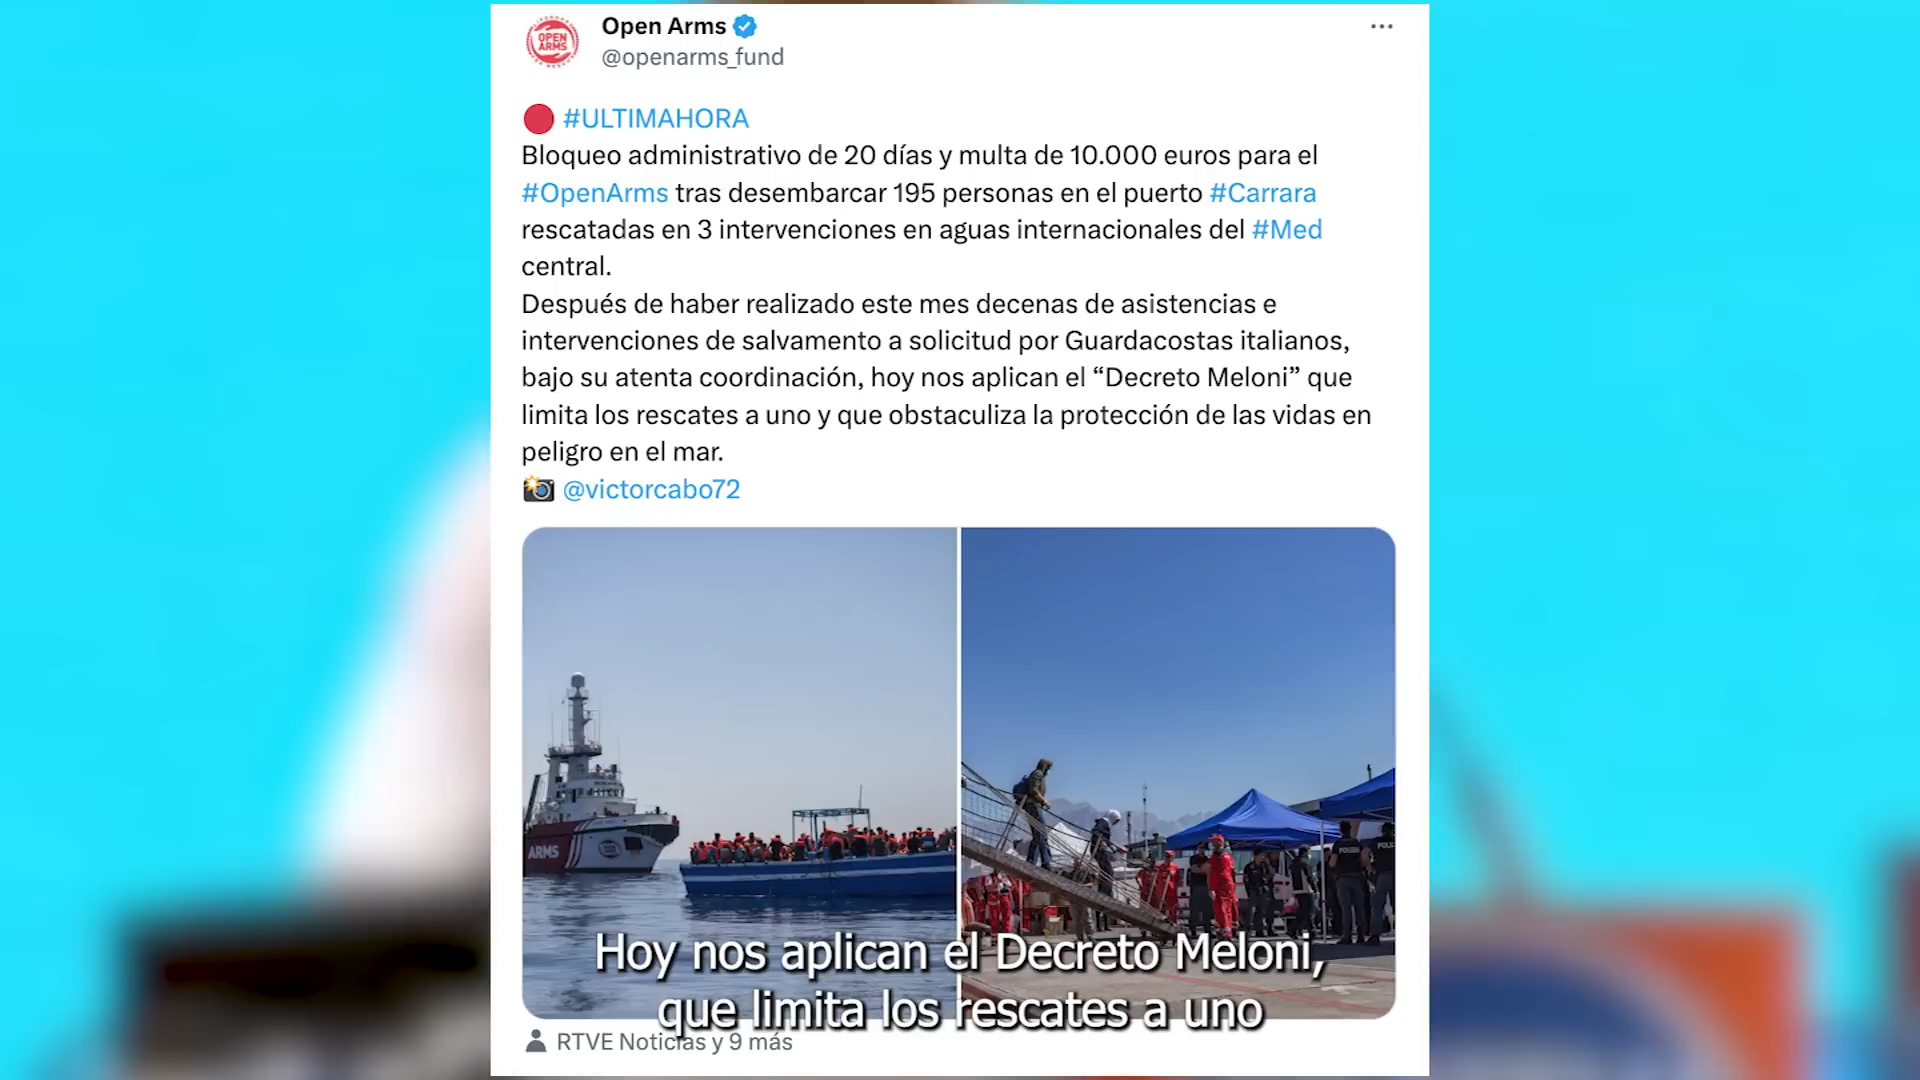 OPEN
ARMS
Open Arms
@openarms_fund
#ULTIMAHORA
Bloqueo administrativo de 20 días y multa de 10.000 euros para el
#OpenArms tras desembarcar 195 personas en el puerto #Carrara
rescatadas en 3 intervenciones en aguas internacionales del #Med
central.
Después de haber realizado este mes decenas de asistencias e
intervenciones de salvamento a solicitud por Guardacostas italianos,
bajo su atenta coordinación, hoy nos aplican el “Decreto Meloni” que
limita los rescates a uno y que obstaculiza la protección de las vidas en
peligro en el mar.
@victorcabo72
ARMS
Hoy nos aplican el Decreto Meloni,
que limita los rescates a uno
RTVE Noticias y 9 más